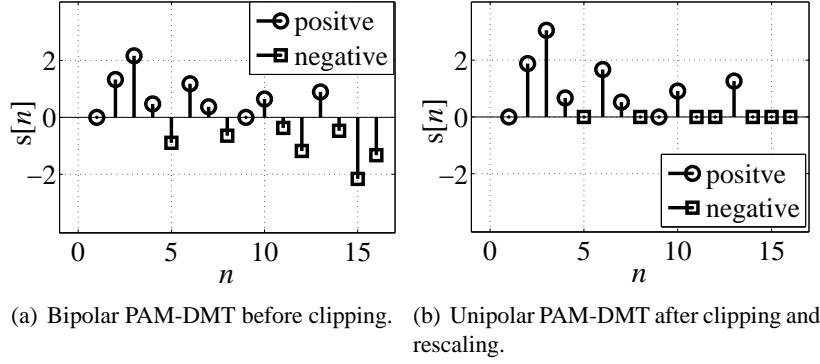 positve
negative
2
0
−2
s[n]
0
5
10
15
n
(a) Bipolar PAM-DMT before clipping.
2
0
−2
s[n]
positve
negative
0
5
10
15
n
(b) Unipolar PAM-DMT after clipping and
rescaling.